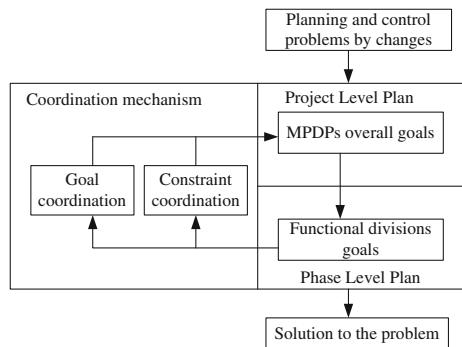 Planning and control
problems by changes
Coordination mechanism
Project Level Plan
MPDPs overall goals
Goal
coordination
Constraint
coordination
Functional divisions
goals
Phase Level Plan
Solution to the problem